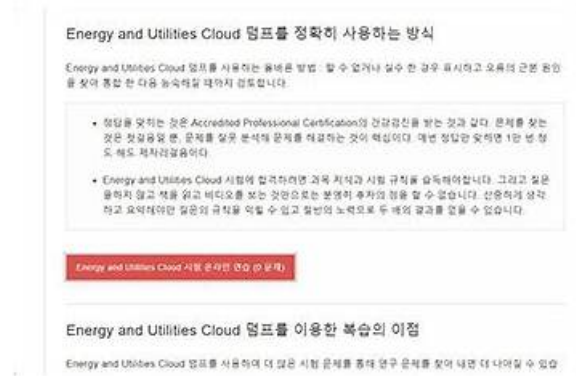 Energy and Utilities Cloud 덤프를 정확히 사용하는 방식
Energy and Utilities Cloud 덤프를 사용하는 올바른 방법 : 할 수 없거나 실수 한 경우 표시하고 오류의 근본 원인
을 찾아 통합 한 다음 능숙해질 때까지 검토합니다.
정답을 맞히는 것은 Accredited Professional Certification의 건강검진을 받는 것과 같다. 문제를 찾는
것은 첫걸음일 뿐, 문제를 잘못 분석해 문제를 해결하는 것이 핵심이다. 매번 정답만 맞히면 1만 번 정
도 해도 제자리걸음이다.
Energy and Utilities Cloud 시험에 합격하려면 과목 지식과 시험 규칙을 습득해야합니다. 그리고 질문
을하지 않고 책을 읽고 비디오를 보는 것만으로는 분명히 투자의 점을 할 수 없습니다. 신중하게 생각
하고 요약해야만 질문의 규칙을 익힐 수 있고 절반의 노력으로 두 배의 결과를 얻을 수 있습니다.
Energy and Utilities Cloud 시험 온라인 연습 (0 문제)
Energy and Utilities Cloud 덤프를 이용한 복습의 이점
Energy and Utilities Cloud 덤프를 사용하여 더 많은 시험 문제를 통해 연구 문제를 찾아 내면 더 나아질 수 있습